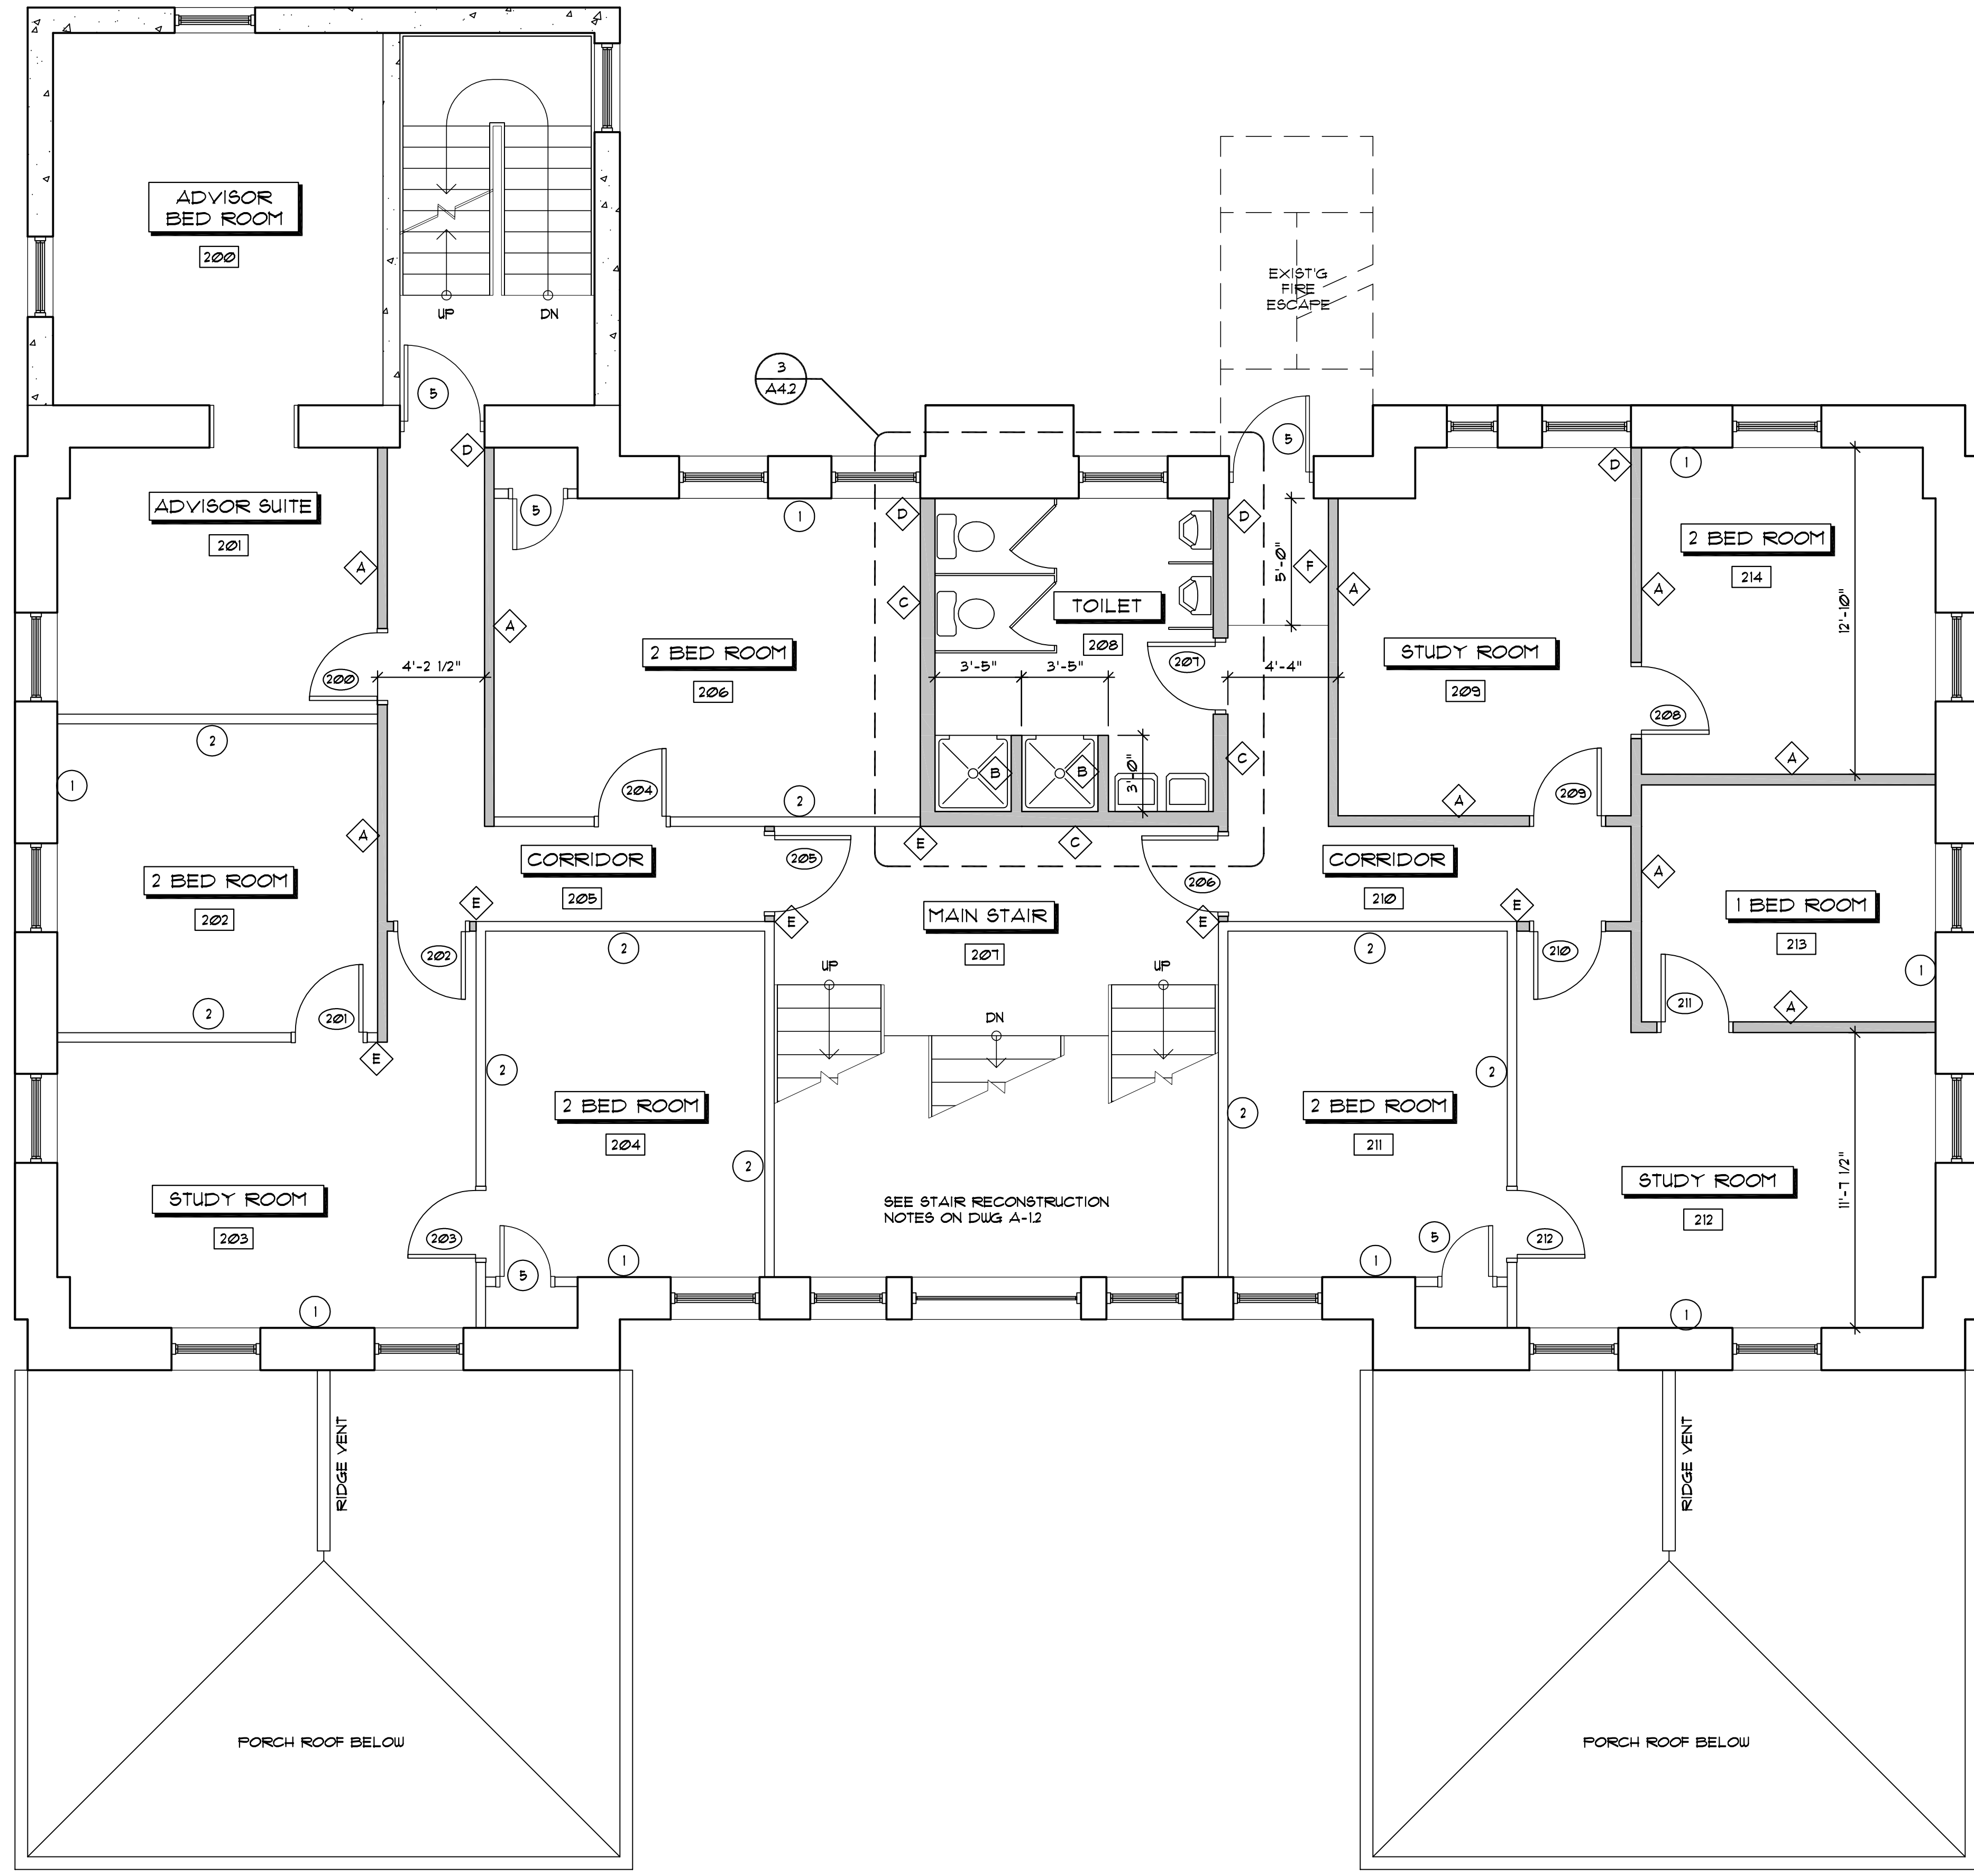 ADVISOR
BED ROOM
200
UP
DN
EXIST'G
FIRE
ESCAPE
3
A4.2
5
5
D
D
1
ADVISOR SUITE
201
5
1
D
D
2 BED ROOM
214
A
5'-0"
F
A
A
C
TOILET
208
12'-10"
A
2 BED ROOM
206
STUDY ROOM
209
200
4'-2 1/2"
3'-5"
3'-5"
207
4'-4"
208
2
1
B
B
3'-0"
C
A
204
2
209
A
A
E
C
CORRIDOR
205
205
206
CORRIDOR
210
A
2 BED ROOM
202
E
E
MAIN STAIR
207
E
E
1 BED ROOM
213
202
2
2
210
1
UP
UP
2
201
DN
211
A
E
2
2
2 BED ROOM
204
2 BED ROOM
211
2
2
STUDY ROOM
203
SEE STAIR RECONSTRUCTION
NOTES ON DWG A-1.2
STUDY ROOM
212
11'-7 1/2"
203
5
1
1
5
212
1
1
RIDGE VENT
RIDGE VENT
PORCH ROOF BELOW
PORCH ROOF BELOW